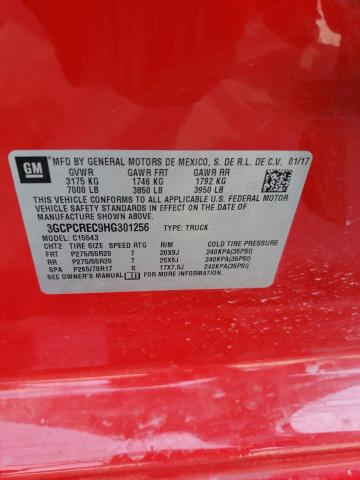 GM
MFD BY GENERAL MOTORS DE MEXICO, S. DE R.L. DE C.V. 01/17
GVWR GAWR FRT GAWR RR
3175 KG 1746 KG 1792 KG
7000 LB 3850 LB 3950 LB
THIS VEHICLE CONFORMS TO ALL APPLICABLE U.S. FEDERAL MOTOR
VEHICLE SAFETY STANDARDS IN EFFECT ON THE DATE OF
MANUFACTURE SHOWN ABOVE.
3GCPCREC9HG301256 TYPE: TRUCK
MODEL: C15543
CHT2 TIRE SIZE SPEED RTG RIM COLD TIRE PRESSURE
FRT P275/55R20 T 20X9J 240KPA(35PSI)
RR P275/55R20 T 20X9J 240KPA(35PSI)
SPA P265/70R17 S 17X7.5J 240KPA(35PSI)
SEE OWNER'S MANUAL